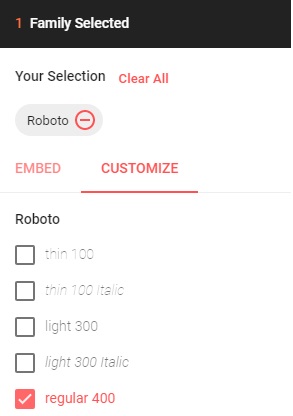 1 Family Selected
Your Selection Clear All
Roboto
EMBED CUSTOMIZE
Roboto
thin 100
thin 100 Italic
light 300
light 300 Italic
regular 400